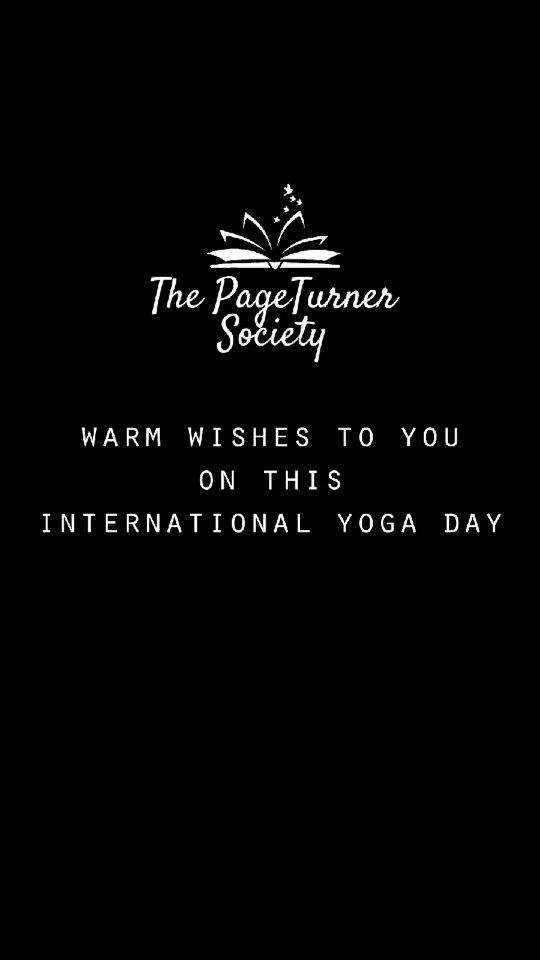 The PageTurner
Society
WARM WISHES TO YOU
ON THIS
INTERNATIONAL YOGA DAY